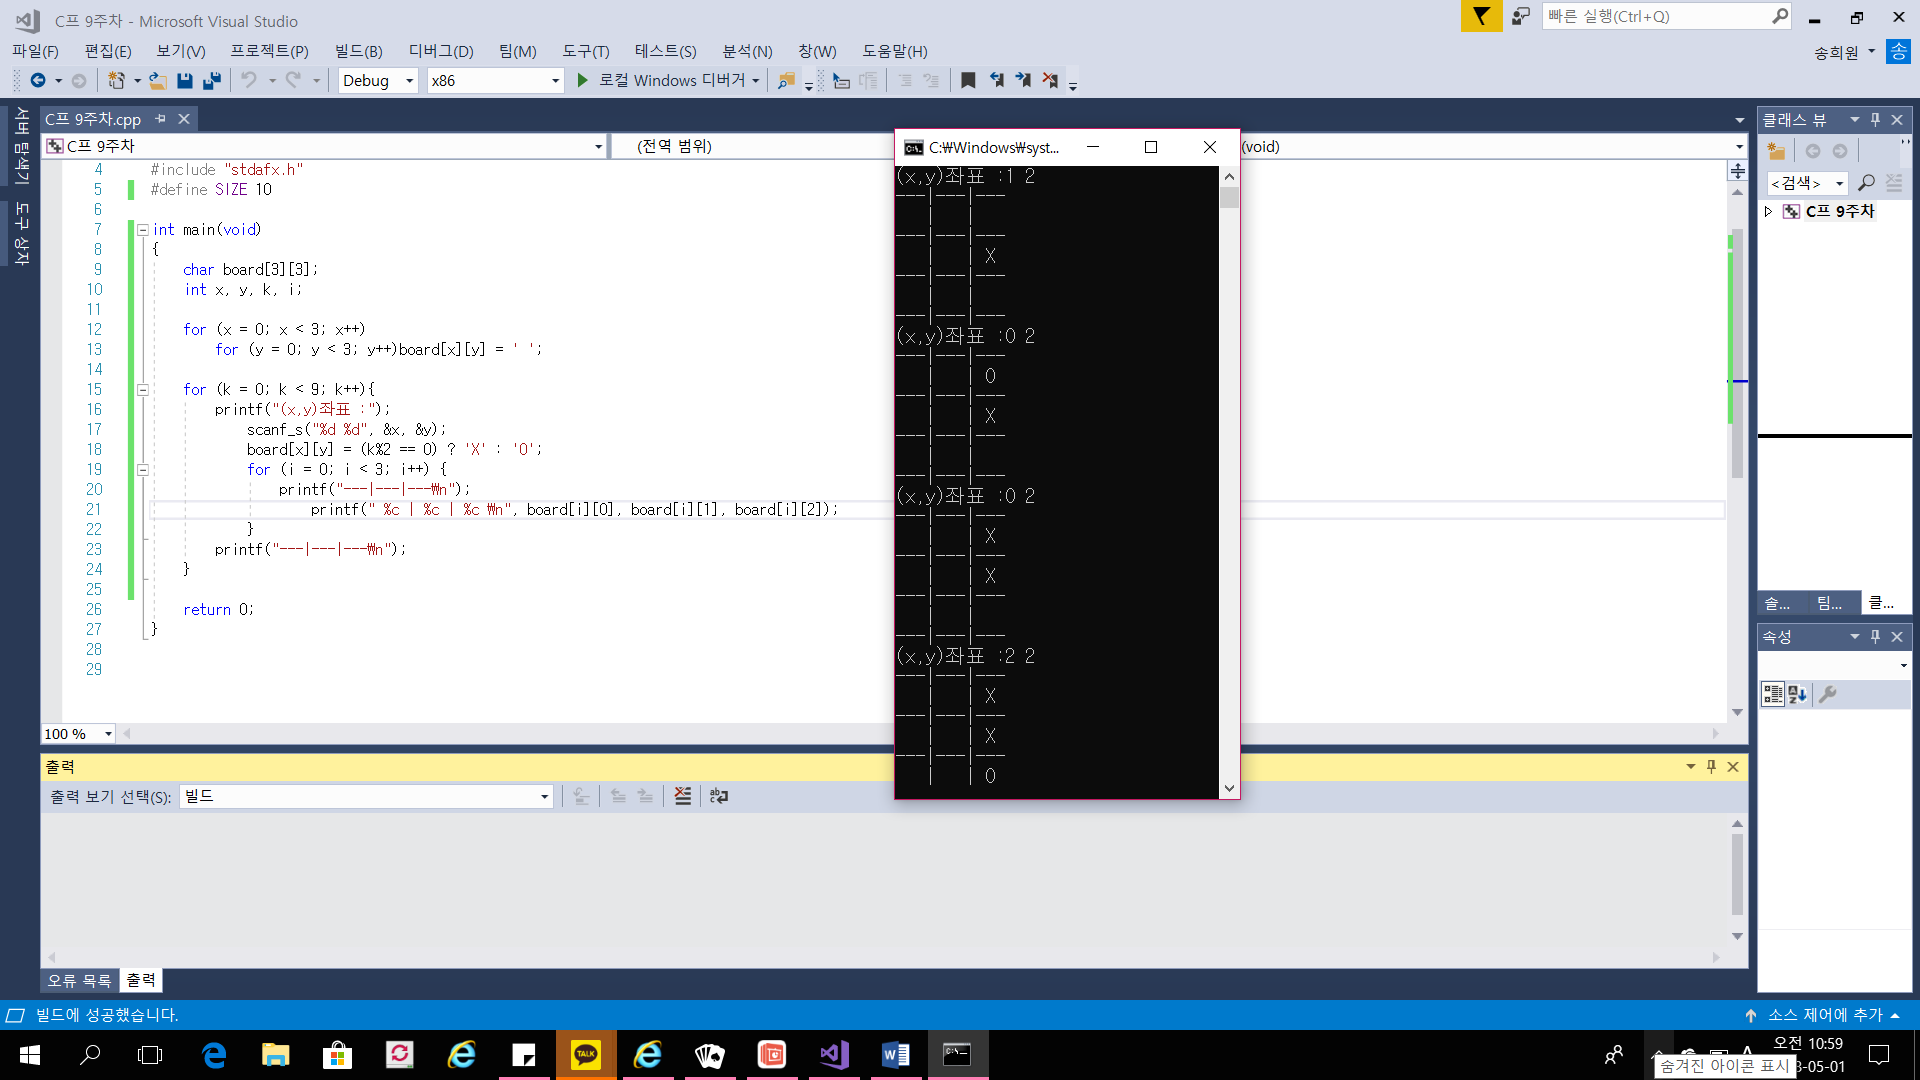 C프 9주차 - Microsoft Visual Studio
빠른 실행(Ctrl+Q)
파일(F) 편집(E) 보기(V) 프로젝트(P) 빌드(B) 디버그(D) 팀(M) 도구(T) 테스트(S) 분석(N) 창(W) 도움말(H)
송희원 송
Debug x86 로컬 Windows 디버거
서버 탐색기
도구 상자
C프 9주차.cpp
C프 9주차 (전역 범위) (void)
4 #include "stdafx.h"
5 #define SIZE 10
6
7 int main(void)
8 {
9 char board[3][3];
10 int x, y, k, i;
11
12 for (x = 0; x < 3; x++)
13 for (y = 0; y < 3; y++)board[x][y] = ' ';
14
15 for (k = 0; k < 9; k++){
16 printf("(x,y)좌표 :");
17 scanf_s("%d %d", &x, &y);
18 board[x][y] = (k%2 == 0) ? 'X' : 'O';
19 for (i = 0; i < 3; i++) {
20 printf("---|---|---₩n");
21 printf(" %c | %c | %c ₩n", board[i][0], board[i][1], board[i][2]);
22 }
23 printf("---|---|---₩n");
24 }
25
26 return 0;
27 }
28
29
100 %
C:₩Windows₩syst...
(x,y)좌표 :1 2
---|---|---
   |   |
---|---|---
   |   | X
---|---|---
   |   |
---|---|---
(x,y)좌표 :0 2
---|---|---
   |   | O
---|---|---
   |   | X
---|---|---
   |   |
---|---|---
(x,y)좌표 :0 2
---|---|---
   |   | X
---|---|---
   |   | X
---|---|---
   |   |
---|---|---
(x,y)좌표 :2 2
---|---|---
   |   | X
---|---|---
   |   | X
---|---|---
   |   | O
클래스 뷰
<검색>
C프 9주차
솔... 팀... 클...
속성
출력
출력 보기 선택(S): 빌드
오류 목록 출력
빌드에 성공했습니다.
소스 제어에 추가
TALK
오전 10:59
숨겨진 아이콘 표시
-05-01